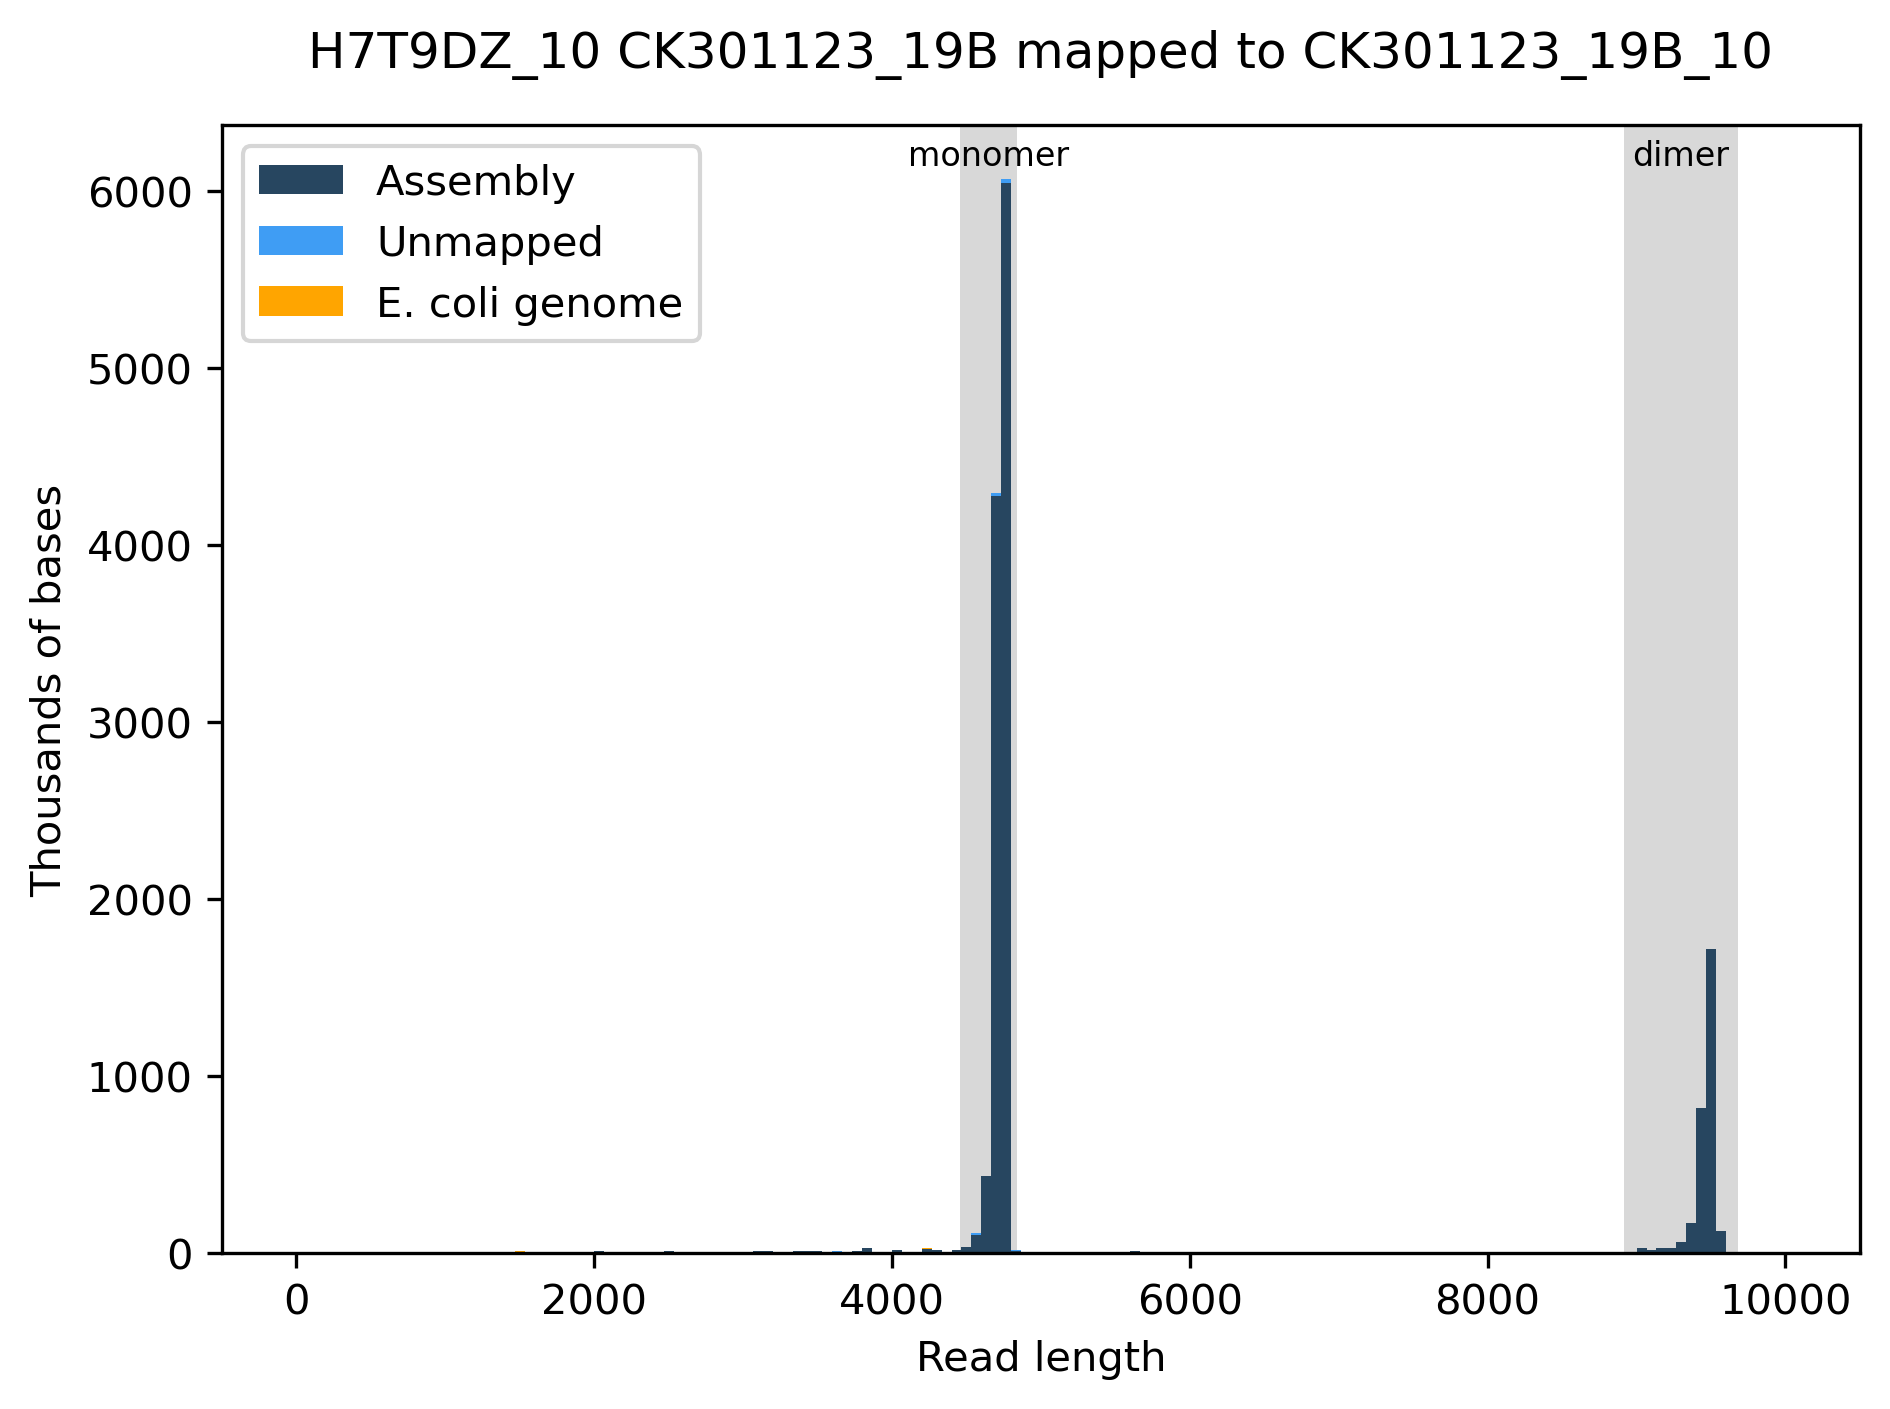 H7T9DZ_10 CK301123_19B mapped to CK301123_19B_10
Assembly
Unmapped
E. coli genome
monomer
dimer
6000
5000
4000
3000
2000
1000
0
Thousands of bases
0
2000
4000
6000
8000
10000
Read length